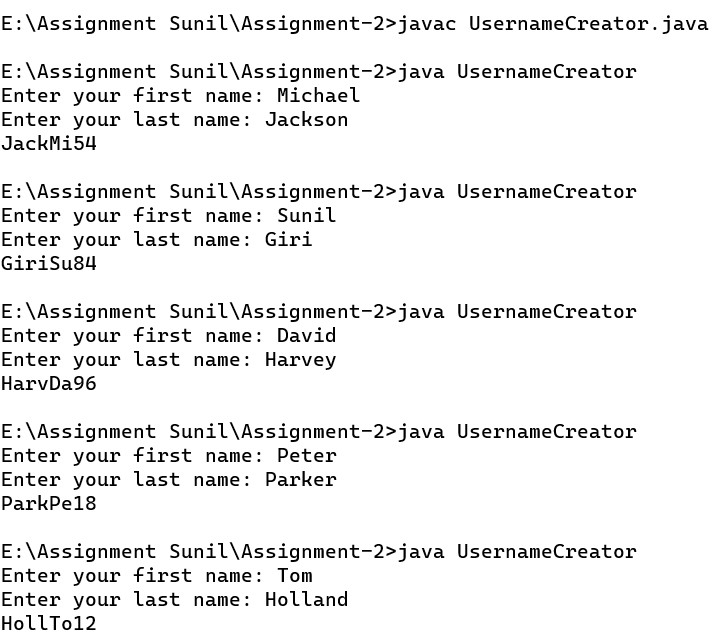 E:\Assignment Sunil\Assignment-2>javac UsernameCreator.java
E:\Assignment Sunil\Assignment-2>java UsernameCreator
Enter your first name: Michael
Enter your last name: Jackson
JackMi54
E:\Assignment Sunil\Assignment-2>java UsernameCreator
Enter your first name: Sunil
Enter your last name: Giri
GiriSu84
E:\Assignment Sunil\Assignment-2>java UsernameCreator
Enter your first name: David
Enter your last name: Harvey
HarvDa96
E:\Assignment Sunil\Assignment-2>java UsernameCreator
Enter your first name: Peter
Enter your last name: Parker
ParkPe18
E:\Assignment Sunil\Assignment-2>java UsernameCreator
Enter your first name: Tom
Enter your last name: Holland
HollTo12